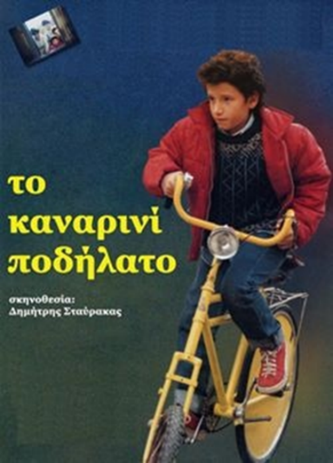 το
καναρινί
ποδήλατο
σκηνοθεσία:
Δημήτρης Σταύρακας